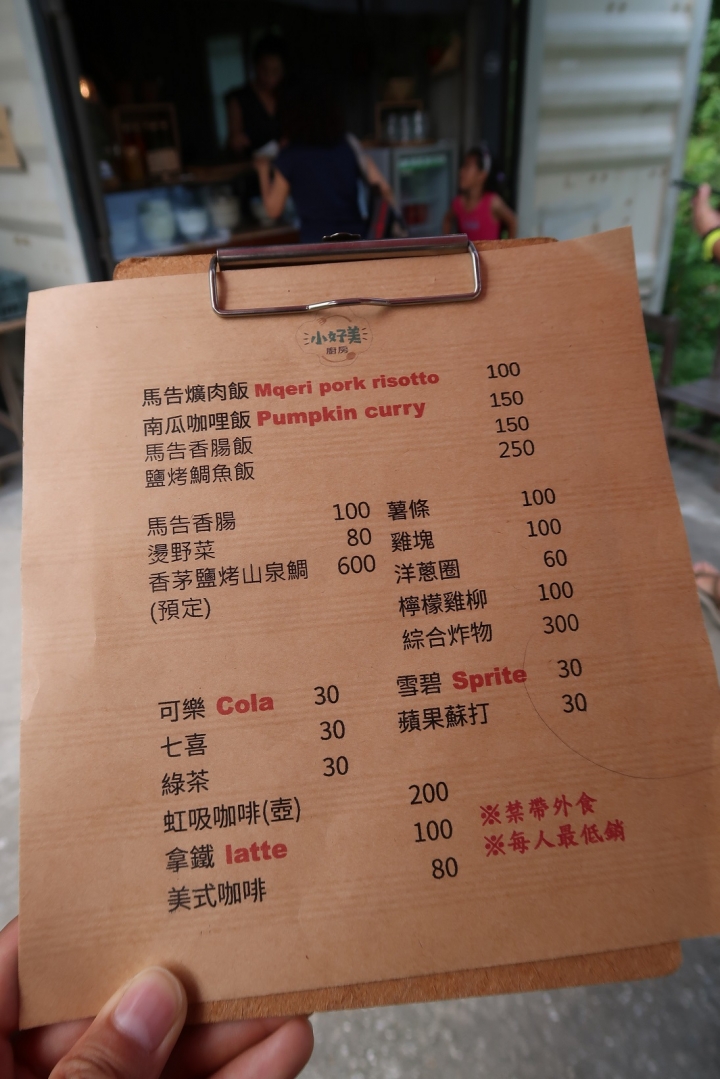 小好美
廚房
馬告爌肉飯 Mqeri pork risotto 100
南瓜咖哩飯 Pumpkin curry 150
馬告香腸飯 150
鹽烤鯛魚飯 250
馬告香腸 100 薯條 100
燙野菜 80 雞塊 100
香茅鹽烤山泉鯛 600 洋蔥圈 60
(預定) 檸檬雞柳 100
綜合炸物 300
可樂 Cola 30 雪碧 Sprite 30
七喜 30 蘋果蘇打 30
綠茶 30
虹吸咖啡(壺) 200 ※禁帶外食
拿鐵 latte 100 ※每人最低銷
美式咖啡 80